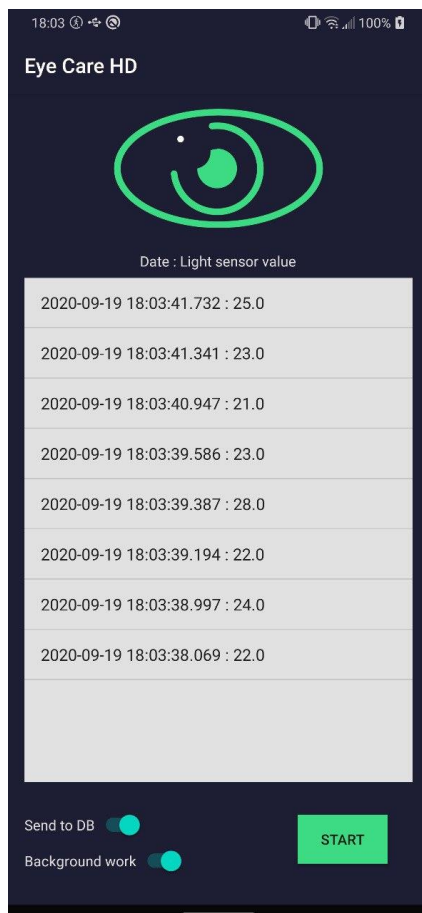 18:03 100%
Eye Care HD
Date : Light sensor value
2020-09-19 18:03:41.732 : 25.0
2020-09-19 18:03:41.341 : 23.0
2020-09-19 18:03:40.947 : 21.0
2020-09-19 18:03:39.586 : 23.0
2020-09-19 18:03:39.387 : 28.0
2020-09-19 18:03:39.194 : 22.0
2020-09-19 18:03:38.997 : 24.0
2020-09-19 18:03:38.069 : 22.0
Send to DB
START
Background work